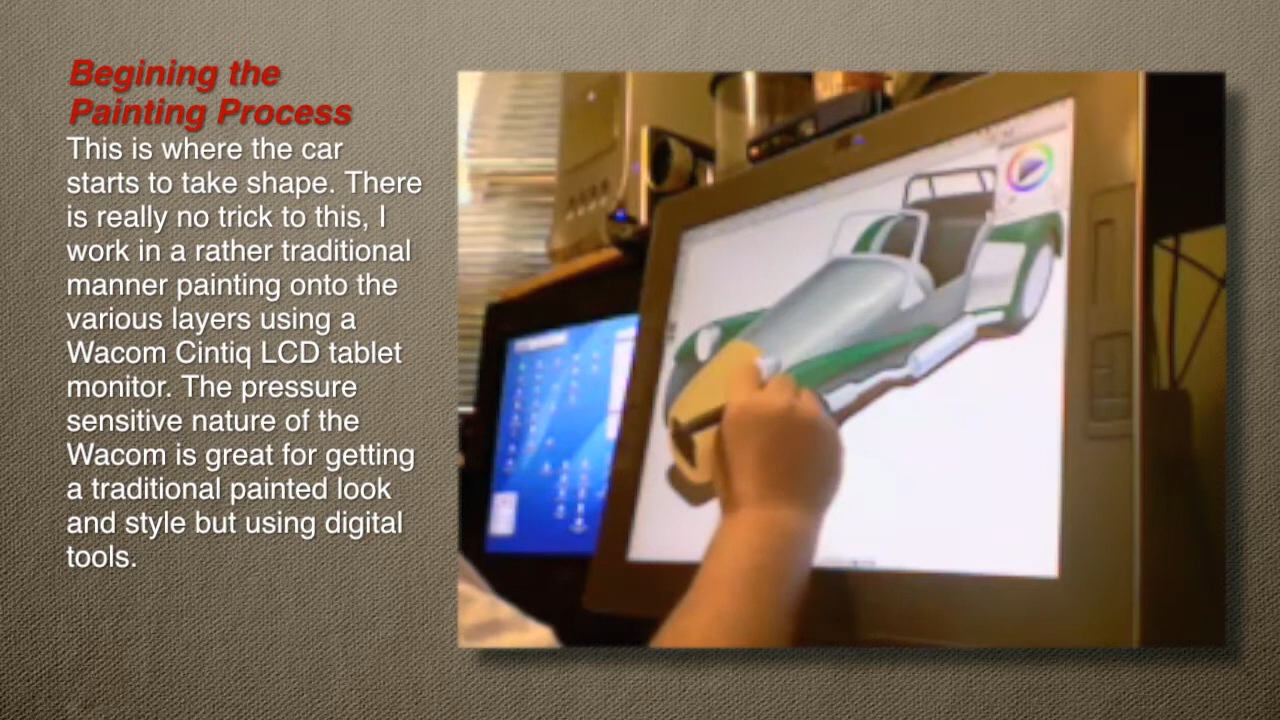 Begining the
Painting Process
This is where the car
starts to take shape. There
is really no trick to this, I
work in a rather traditional
manner painting onto the
various layers using a
Wacom Cintiq LCD tablet
monitor. The pressure
sensitive nature of the
Wacom is great for getting
a traditional painted look
and style but using digital
tools.